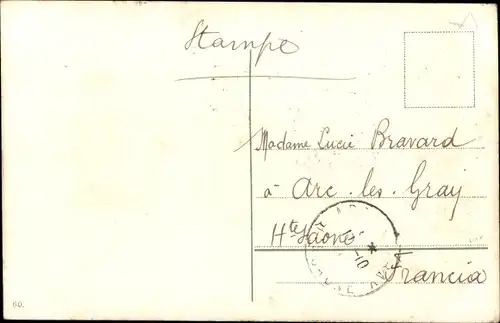 Stampe
Madame Lucie Bravard
à Arc-les-Gray
Hte Saône
Francia
60.